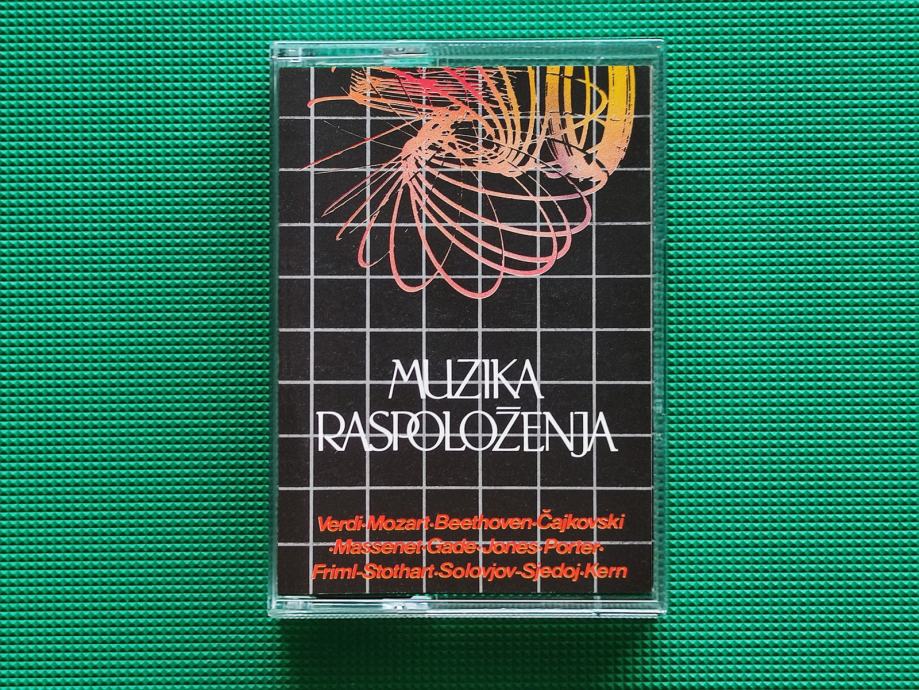 MUZIKA
RASPOLOŽENJA
Verdi·Mozart·Beethoven·Čajkovski
·Massenet·Gade·Jones·Porter·
Friml-Stothart·Solovjov-Sjedoj·Kern